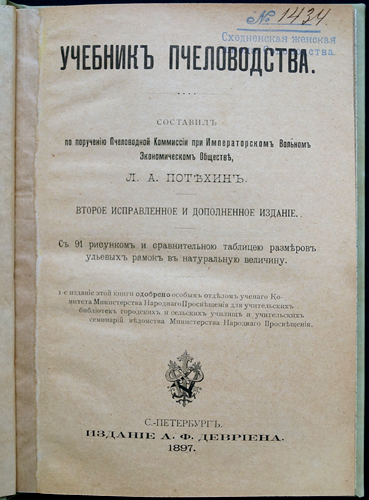 № 1434
Сходненская женская
УЧЕБНИКЪ ПЧЕЛОВОДСТВА.
СОСТАВИЛЪ
по порученію Пчеловодной Коммиссіи при Императорскомъ Вольномъ
Экономическомъ Обществѣ,
Л. А. ПОТѢХИНЪ.
ВТОРОЕ ИСПРАВЛЕННОЕ И ДОПОЛНЕННОЕ ИЗДАНІЕ.
Съ 91 рисункомъ и сравнительною таблицею размѣровъ
ульевыхъ рамокъ въ натуральную величину.
1-е изданіе этой книги одобрено особымъ отдѣломъ ученаго Ко-
митета Министерства Народнаго Просвѣщенія для учительскихъ
библіотекъ городскихъ и сельскихъ училищъ и учительскихъ
семинарій вѣдомства Министерства Народнаго Просвѣщенія.
С.-ПЕТЕРБУРГЪ.
ИЗДАНІЕ А. Ф. ДЕВРІЕНА.
1897.